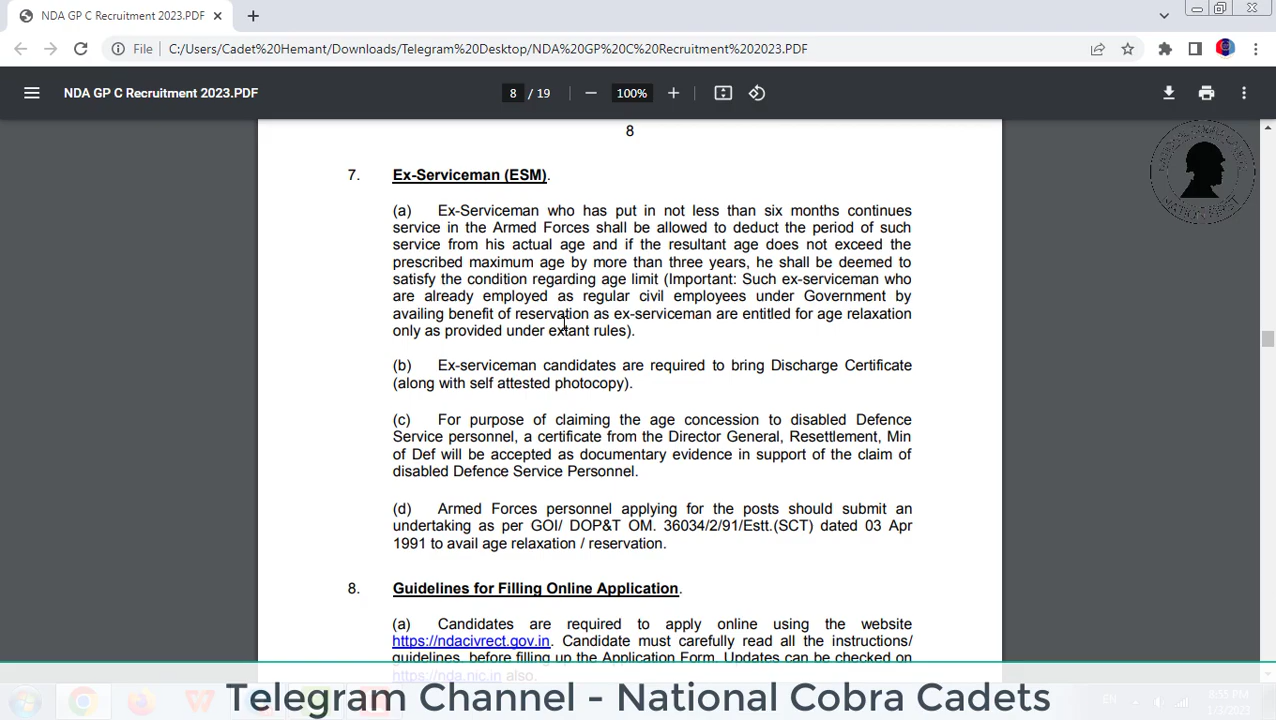 NDA GP C Recruitment 2023.PDF
File
C:/Users/Cadet%20Hemant/Downloads/Telegram%20Desktop/NDA%20GP%20C%20Recruitment%202023.PDF
NDA GP C Recruitment 2023.PDF
8 / 19
100%
8
7. Ex-Serviceman (ESM).
(a) Ex-Serviceman who has put in not less than six months continues
service in the Armed Forces shall be allowed to deduct the period of such
service from his actual age and if the resultant age does not exceed the
prescribed maximum age by more than three years, he shall be deemed to
satisfy the condition regarding age limit (Important: Such ex-serviceman who
are already employed as regular civil employees under Government by
availing benefit of reservation as ex-serviceman are entitled for age relaxation
only as provided under extant rules).
(b) Ex-serviceman candidates are required to bring Discharge Certificate
(along with self attested photocopy).
(c) For purpose of claiming the age concession to disabled Defence
Service personnel, a certificate from the Director General, Resettlement, Min
of Def will be accepted as documentary evidence in support of the claim of
disabled Defence Service Personnel.
(d) Armed Forces personnel applying for the posts should submit an
undertaking as per GOI/ DOP&T OM. 36034/2/91/Estt.(SCT) dated 03 Apr
1991 to avail age relaxation / reservation.
8. Guidelines for Filling Online Application.
(a) Candidates are required to apply online using the website
https://ndacivrect.gov.in. Candidate must carefully read all the instructions/
guidelines, before filling up the Application Form. Updates can be checked on
https://nda.nic.in also.
Telegram Channel - National Cobra Cadets
EN
8:55 PM
1/3/2023